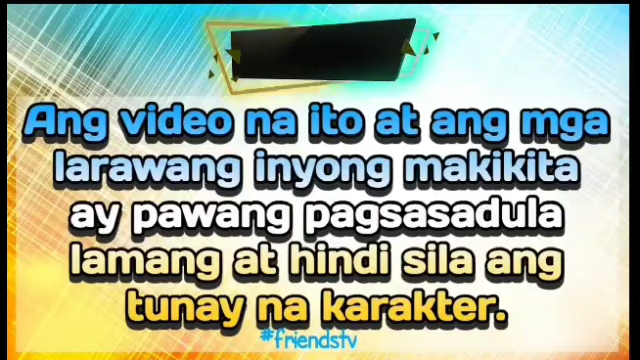 Ang video na ito at ang mga
larawang inyong makikita
ay pawang pagsasadula
lamang at hindi sila ang
tunay na karakter.
#friendstv